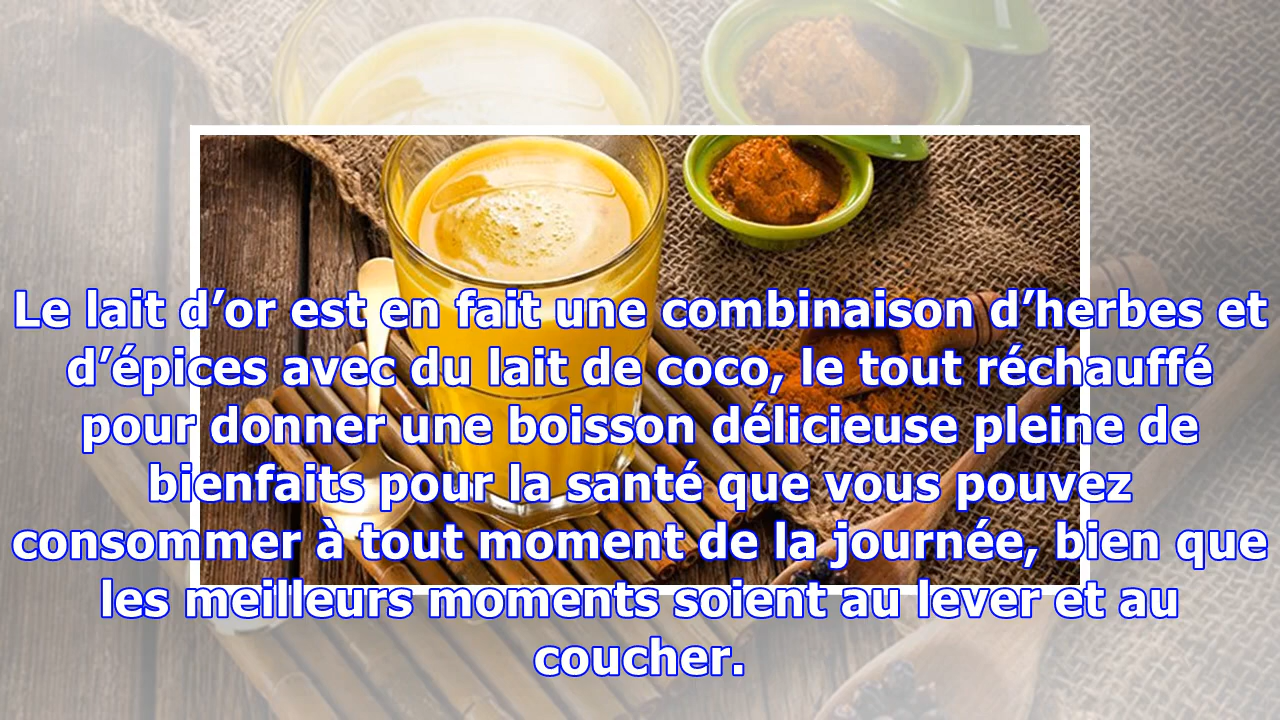 Le lait d’or est en fait une combinaison d’herbes et
d’épices avec du lait de coco, le tout réchauffé
pour donner une boisson délicieuse pleine de
bienfaits pour la santé que vous pouvez
consommer à tout moment de la journée, bien que
les meilleurs moments soient au lever et au
coucher.